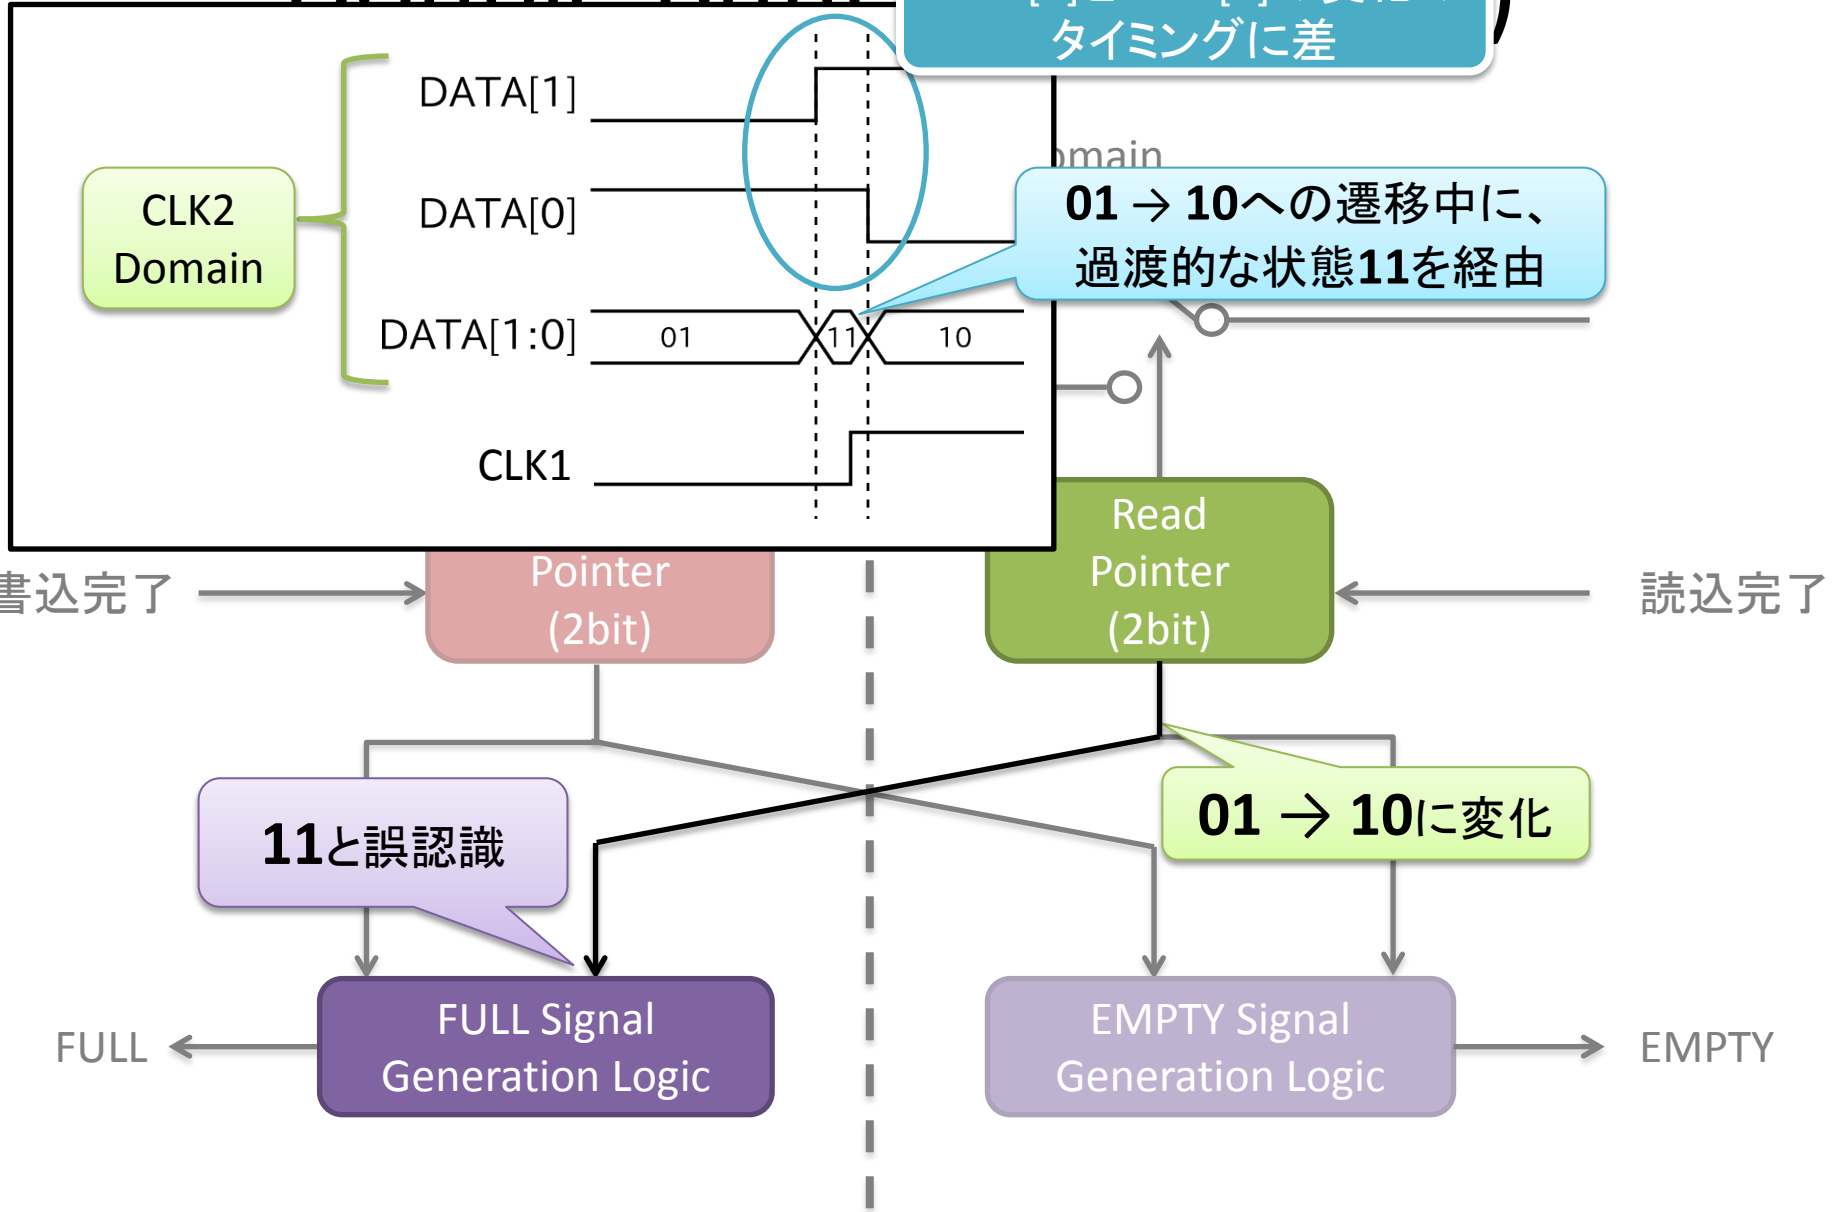 タイミングに差
DATA[1]
omain
CLK2
Domain
DATA[0]
01 → 10への遷移中に、
過渡的な状態11を経由
DATA[1:0]
01
11
10
CLK1
Read
Pointer
(2bit)
Pointer
(2bit)
書込完了
読込完了
11と誤認識
01 → 10に変化
FULL Signal
Generation Logic
EMPTY Signal
Generation Logic
FULL
EMPTY